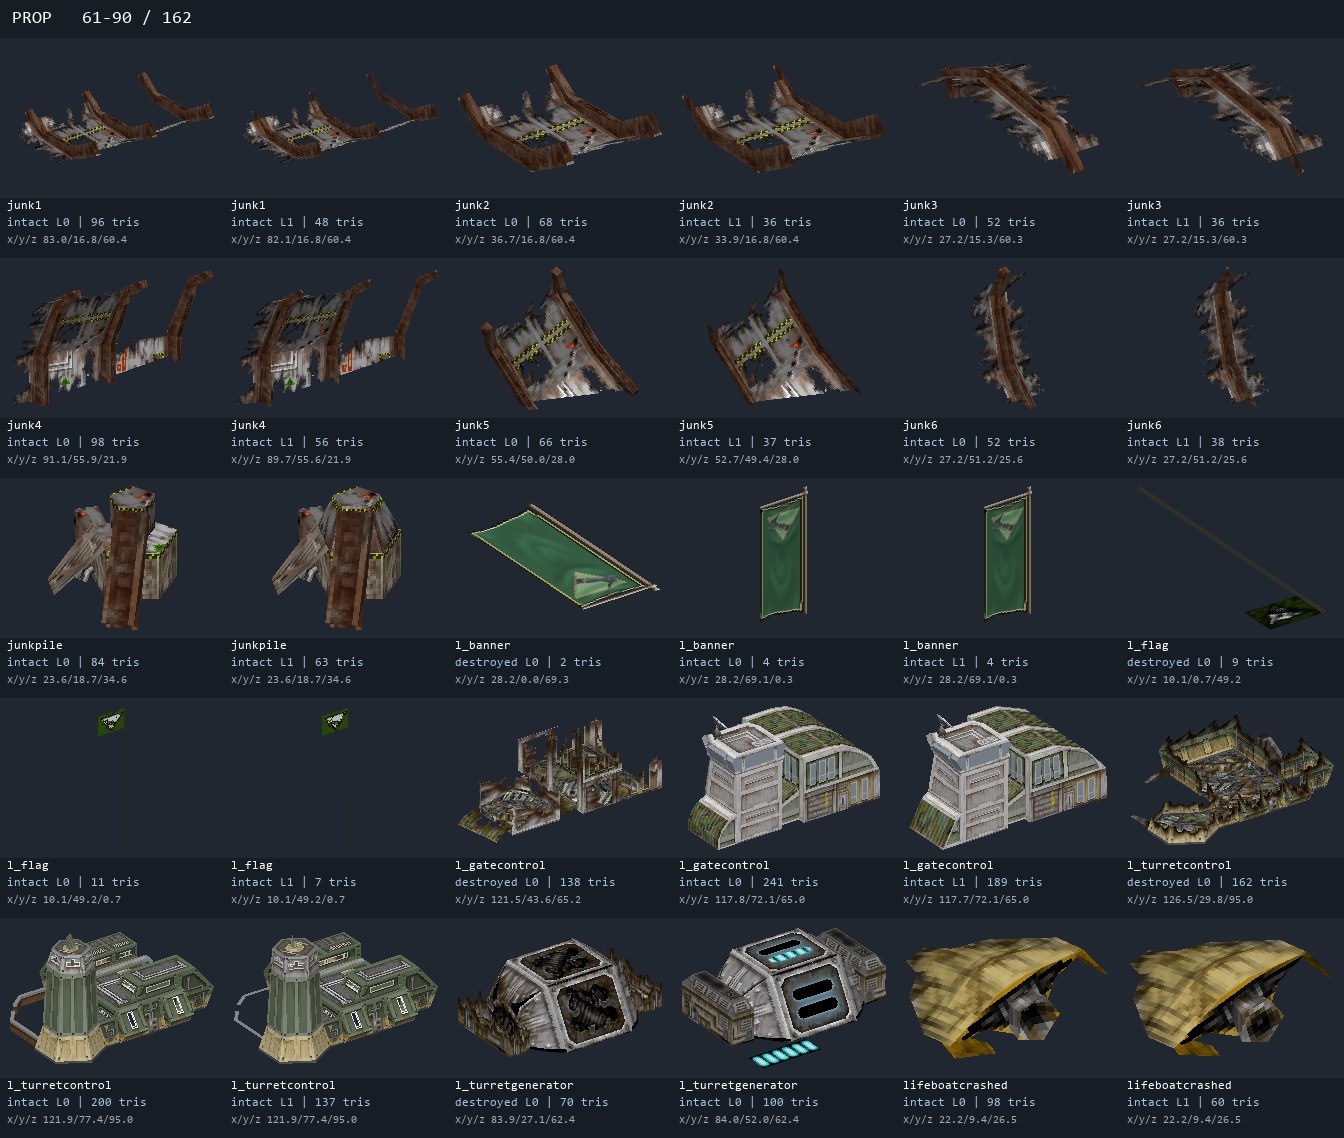 PROP 61-90 / 162
junk1
intact L0 | 96 tris
x/y/z 83.0/16.8/60.4
junk1
intact L1 | 48 tris
x/y/z 82.1/16.8/60.4
junk2
intact L0 | 68 tris
x/y/z 36.7/16.8/60.4
junk2
intact L1 | 36 tris
x/y/z 33.9/16.8/60.4
junk3
intact L0 | 52 tris
x/y/z 27.2/15.3/60.3
junk3
intact L1 | 36 tris
x/y/z 27.2/15.3/60.3
junk4
intact L0 | 98 tris
x/y/z 91.1/55.9/21.9
junk4
intact L1 | 56 tris
x/y/z 89.7/55.6/21.9
junk5
intact L0 | 66 tris
x/y/z 55.4/50.0/28.0
junk5
intact L1 | 37 tris
x/y/z 52.7/49.4/28.0
junk6
intact L0 | 52 tris
x/y/z 27.2/51.2/25.6
junk6
intact L1 | 38 tris
x/y/z 27.2/51.2/25.6
junkpile
intact L0 | 84 tris
x/y/z 23.6/18.7/34.6
junkpile
intact L1 | 63 tris
x/y/z 23.6/18.7/34.6
l_banner
destroyed L0 | 2 tris
x/y/z 28.2/0.0/69.3
l_banner
intact L0 | 4 tris
x/y/z 28.2/69.1/0.3
l_banner
intact L1 | 4 tris
x/y/z 28.2/69.1/0.3
l_flag
destroyed L0 | 9 tris
x/y/z 10.1/0.7/49.2
l_flag
intact L0 | 11 tris
x/y/z 10.1/49.2/0.7
l_flag
intact L1 | 7 tris
x/y/z 10.1/49.2/0.7
l_gatecontrol
destroyed L0 | 138 tris
x/y/z 121.5/43.6/65.2
l_gatecontrol
intact L0 | 241 tris
x/y/z 117.8/72.1/65.0
l_gatecontrol
intact L1 | 189 tris
x/y/z 117.7/72.1/65.0
l_turretcontrol
destroyed L0 | 162 tris
x/y/z 126.5/29.8/95.0
l_turretcontrol
intact L0 | 200 tris
x/y/z 121.9/77.4/95.0
l_turretcontrol
intact L1 | 137 tris
x/y/z 121.9/77.4/95.0
l_turretgenerator
destroyed L0 | 70 tris
x/y/z 83.9/27.1/62.4
l_turretgenerator
intact L0 | 100 tris
x/y/z 84.0/52.0/62.4
lifeboatcrashed
intact L0 | 98 tris
x/y/z 22.2/9.4/26.5
lifeboatcrashed
intact L1 | 60 tris
x/y/z 22.2/9.4/26.5